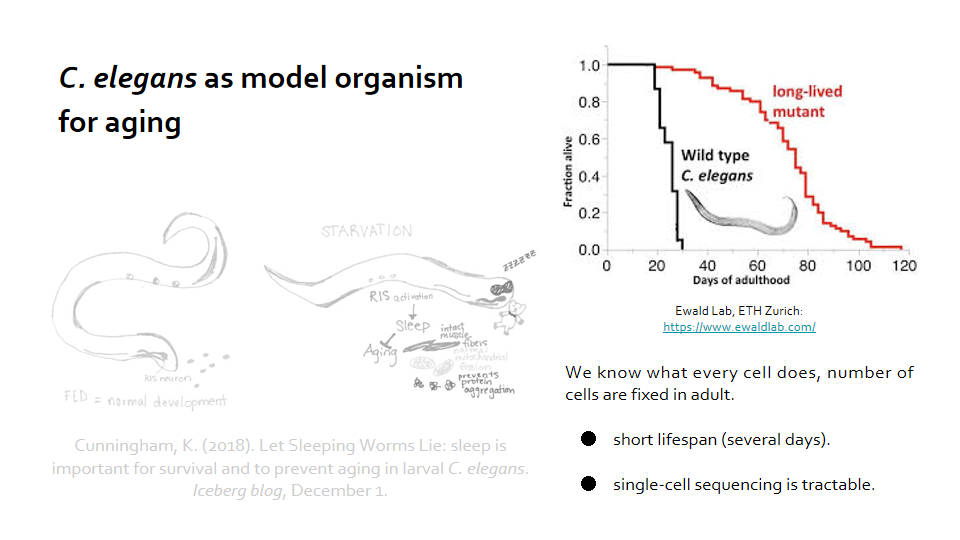 C. elegans as model organism
for aging
STARVATION
zzzzzz
RIS activation
Sleep
Aging
intact
muscle
fibers
normal
mitochondrial
fission
prevents
protein
aggregation
RIS neuron
FED = normal development
Cunningham, K. (2018). Let Sleeping Worms Lie: sleep is
important for survival and to prevent aging in larval C. elegans.
Iceberg blog, December 1.
1.0
0.8
0.6
0.4
0.2
0.0
Fraction alive
long-lived
mutant
Wild type
C. elegans
0 20 40 60 80 100 120
Days of adulthood
Ewald Lab, ETH Zurich:
https://www.ewaldlab.com/
We know what every cell does, number of
cells are fixed in adult.
● short lifespan (several days).
● single-cell sequencing is tractable.